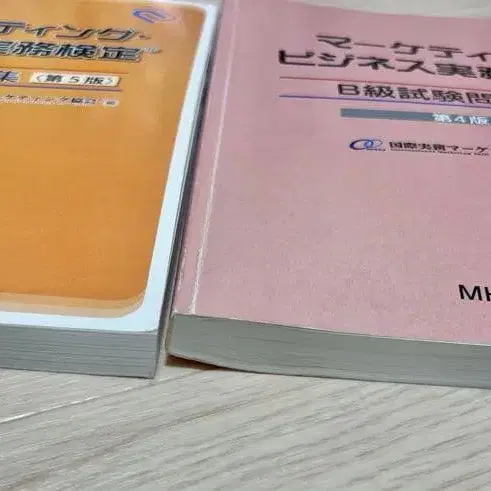 ティング・
実務検定
集〈第5版〉
マーケティ
ビジネス実務
B級試験問
第4版
国際実務マーケ
MH